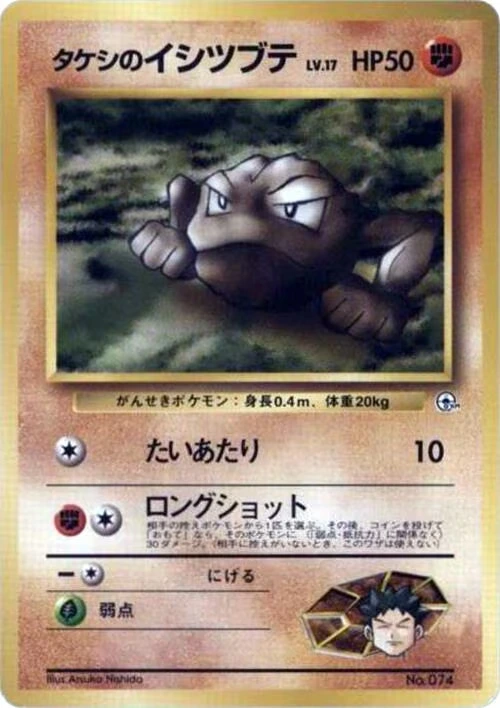 タケシのイシツブテ LV.17 HP50
がんせきポケモン：身長0.4m、体重20kg
たいあたり 10
ロングショット
相手の控えポケモンから1匹を選ぶ。その後、コインを投げて
「おもて」なら、そのポケモンに（「弱点・抵抗力」に関係なく）
30ダメージ。（相手に控えがいないとき、このワザは使えない）
にげる
弱点
Illus.Atsuko Nishida No.074